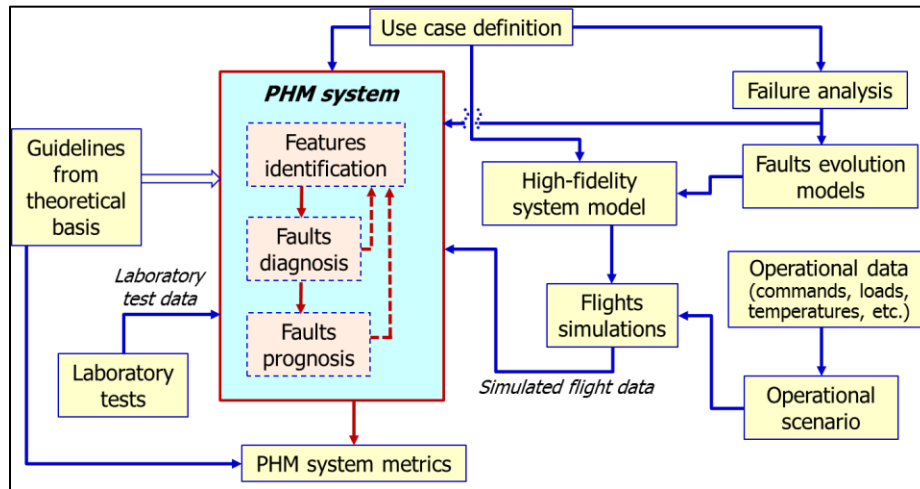 Use case definition
PHM system
Failure analysis
Features
identification
Guidelines
from
theoretical
basis
High-fidelity
system model
Faults evolution
models
Faults
diagnosis
Laboratory
test data
Operational data
(commands, loads,
temperatures, etc.)
Flights
simulations
Faults
prognosis
Laboratory
tests
Simulated flight data
Operational
scenario
PHM system metrics